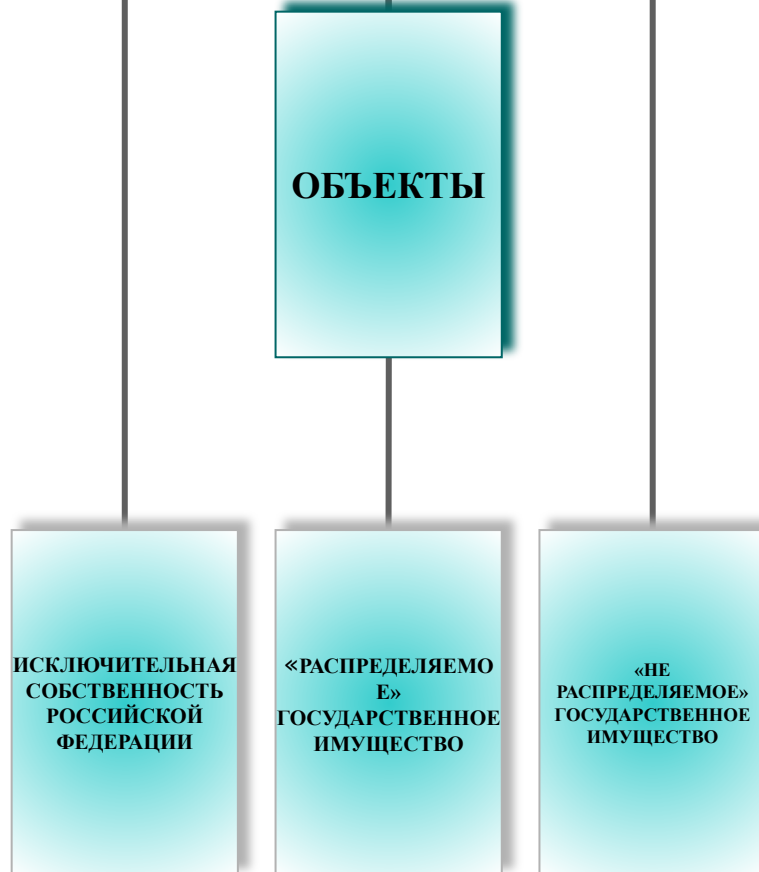 ОБЪЕКТЫ
ИСКЛЮЧИТЕЛЬНАЯ
СОБСТВЕННОСТЬ
РОССИЙСКОЙ
ФЕДЕРАЦИИ
«РАСПРЕДЕЛЯЕМО
Е»
ГОСУДАРСТВЕННОЕ
ИМУЩЕСТВО
«НЕ
РАСПРЕДЕЛЯЕМОЕ»
ГОСУДАРСТВЕННОЕ
ИМУЩЕСТВО